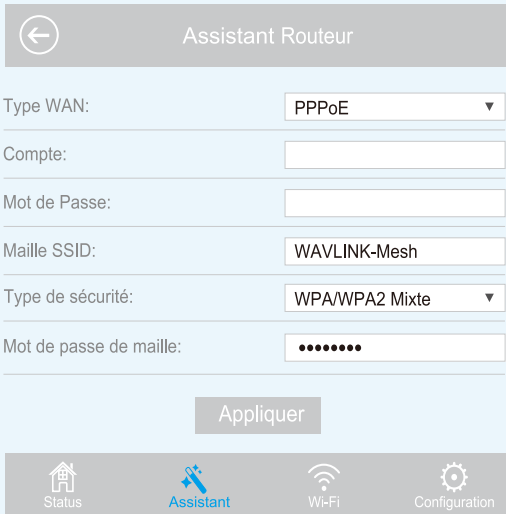 Assistant Routeur
Type WAN: PPPoE
Compte:
Mot de Passe:
Maille SSID: WAVLINK-Mesh
Type de sécurité: WPA/WPA2 Mixte
Mot de passe de maille: ••••••••
Appliquer
Status Assistant Wi-Fi Configuration